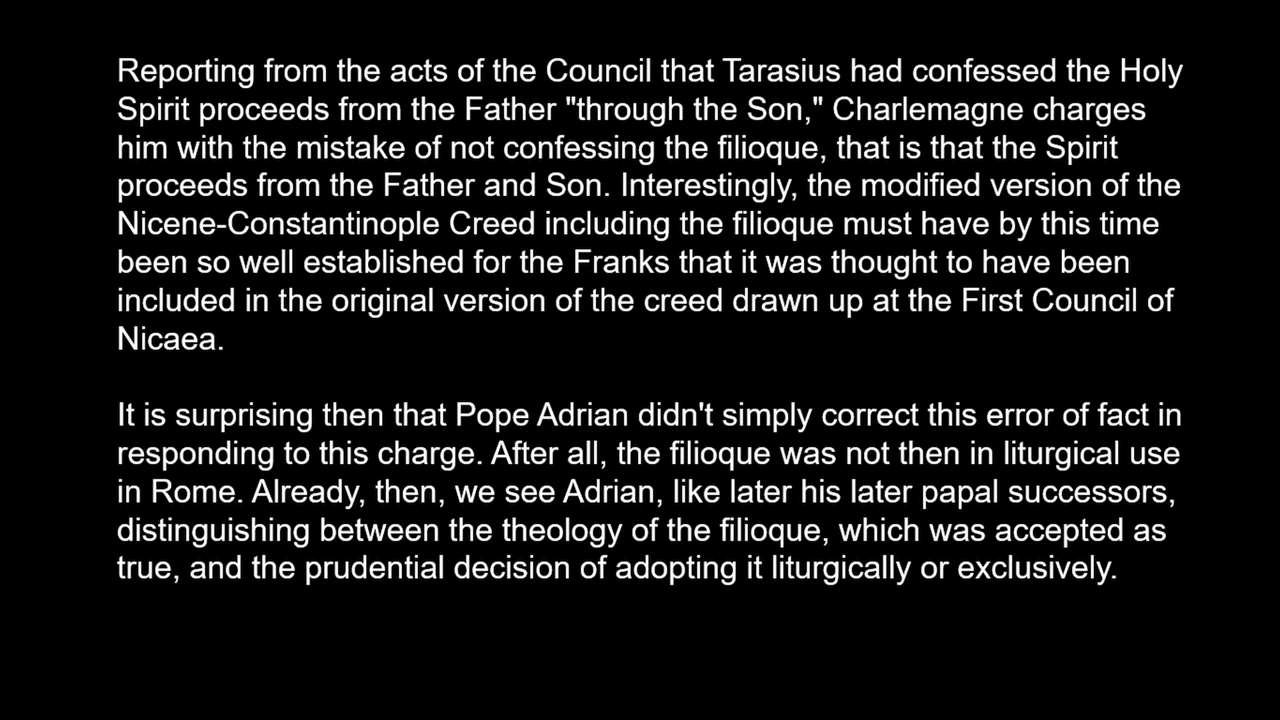 Reporting from the acts of the Council that Tarasius had confessed the Holy
Spirit proceeds from the Father "through the Son," Charlemagne charges
him with the mistake of not confessing the filioque, that is that the Spirit
proceeds from the Father and Son. Interestingly, the modified version of the
Nicene-Constantinople Creed including the filioque must have by this time
been so well established for the Franks that it was thought to have been
included in the original version of the creed drawn up at the First Council of
Nicaea.
It is surprising then that Pope Adrian didn't simply correct this error of fact in
responding to this charge. After all, the filioque was not then in liturgical use
in Rome. Already, then, we see Adrian, like later his later papal successors,
distinguishing between the theology of the filioque, which was accepted as
true, and the prudential decision of adopting it liturgically or exclusively.